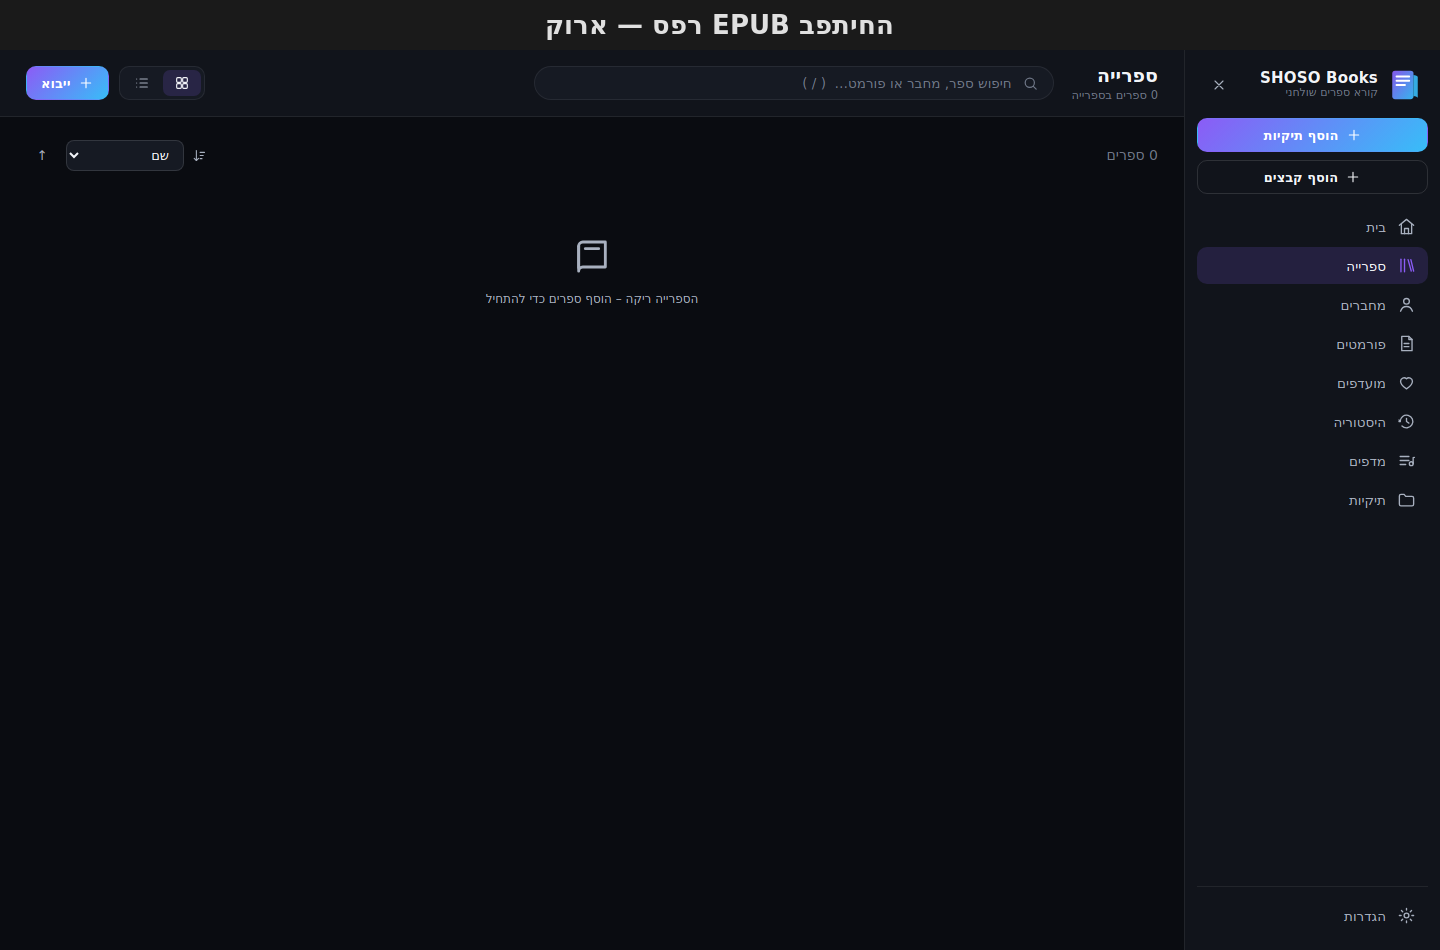 החיתפב EPUB רפס — ארוק
SHOSO Books
קורא ספרים שולחני
הוסף תיקיות
הוסף קבצים
בית
ספרייה
מחברים
פורמטים
מועדפים
היסטוריה
מדפים
תיקיות
הגדרות
ספרייה
0 ספרים בספרייה
חיפוש ספר, מחבר או פורמט… ( / )
ייבוא
0 ספרים
שם
↑
הספרייה ריקה – הוסף ספרים כדי להתחיל